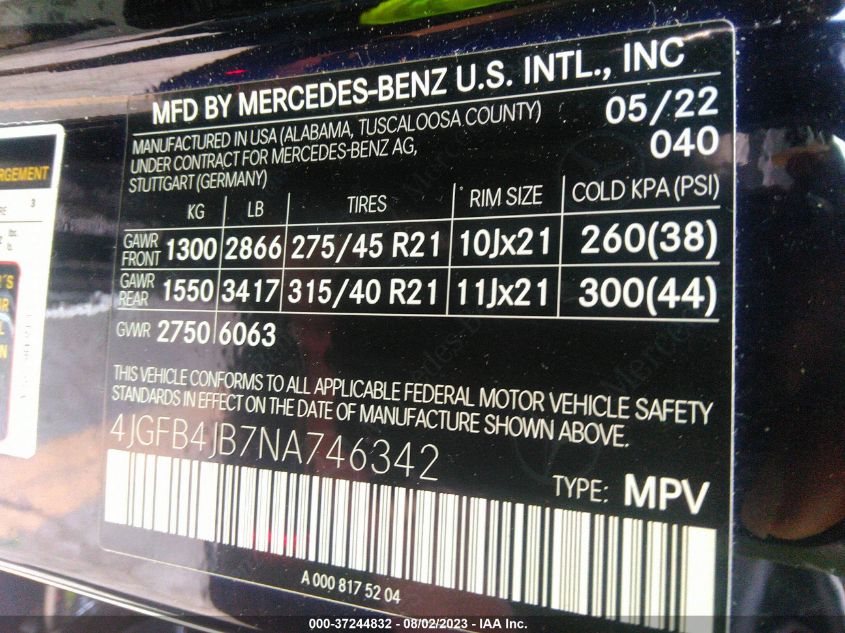 MFD BY MERCEDES-BENZ U.S. INTL., INC
MANUFACTURED IN USA (ALABAMA, TUSCALOOSA COUNTY) 05/22
UNDER CONTRACT FOR MERCEDES-BENZ AG, 040
STUTTGART (GERMANY)
KG LB TIRES RIM SIZE COLD KPA (PSI)
GAWR FRONT 1300 2866 275/45 R21 10Jx21 260(38)
GAWR REAR 1550 3417 315/40 R21 11Jx21 300(44)
GVWR 2750 6063
THIS VEHICLE CONFORMS TO ALL APPLICABLE FEDERAL MOTOR VEHICLE SAFETY
STANDARDS IN EFFECT ON THE DATE OF MANUFACTURE SHOWN ABOVE.
4JGFB4JB7NA746342
TYPE: MPV
A 000 817 52 04
RGEMENT
3
lbs.
000-37244832 - 08/02/2023 - IAA Inc.